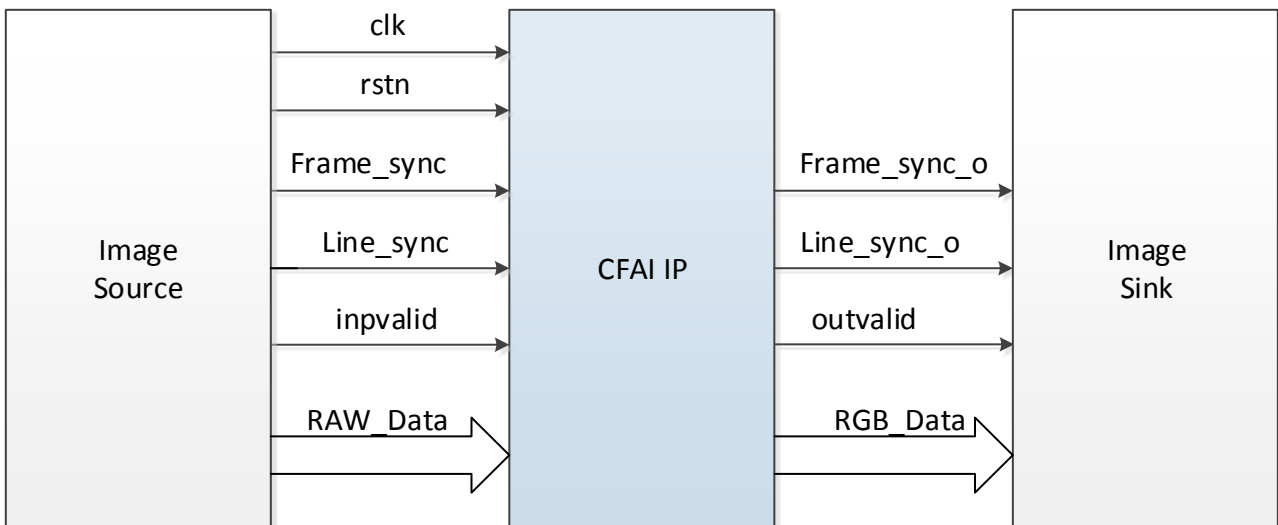 clk
rstn
Frame_sync
Frame_sync_o
Line_sync
Line_sync_o
Image
Source
CFAI IP
Image
Sink
inpvalid
outvalid
RAW_Data
RGB_Data